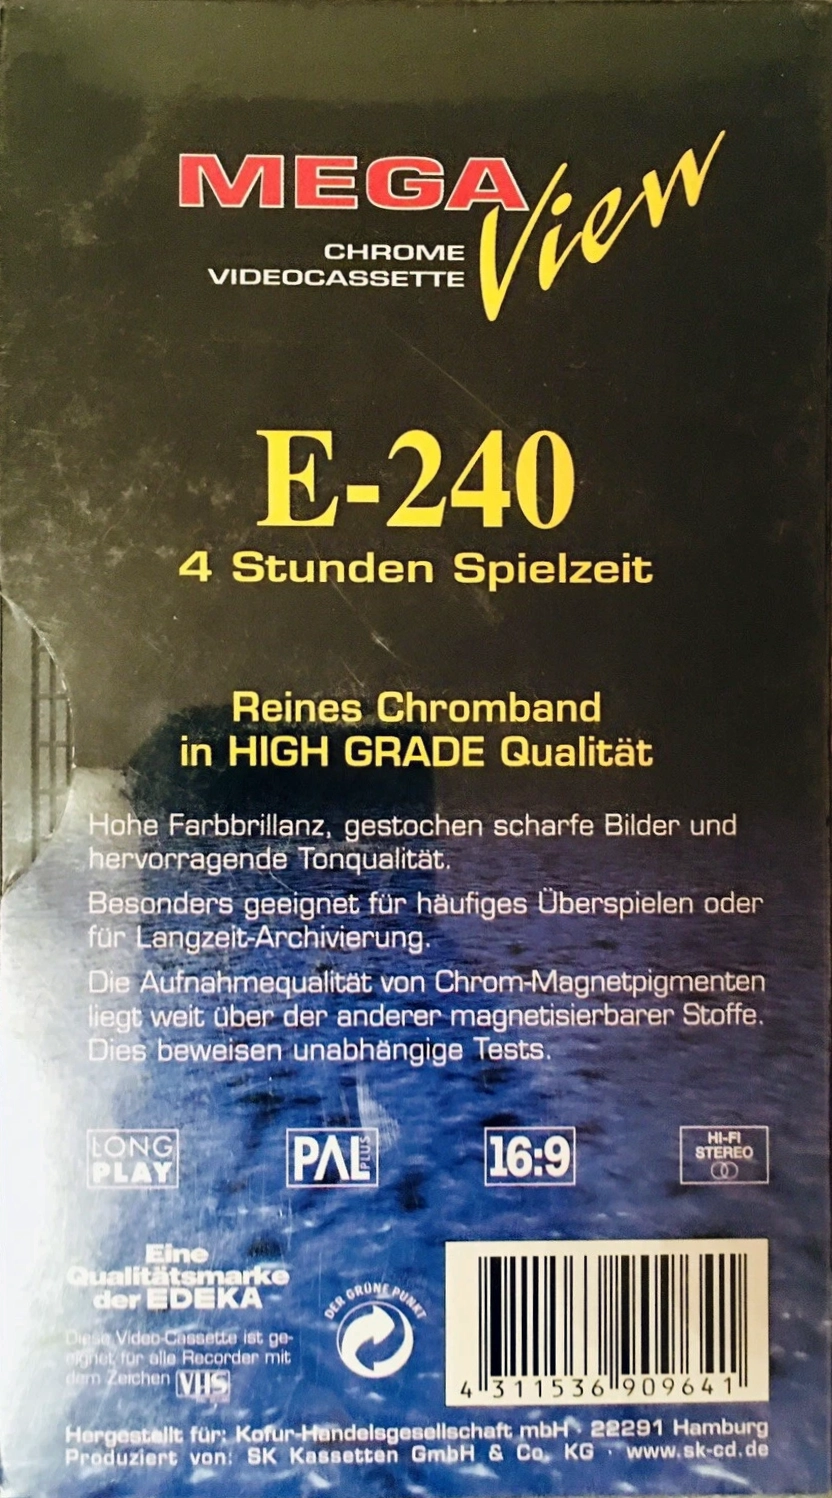 MEGA View
CHROME
VIDEOCASSETTE
E-240
4 Stunden Spielzeit
Reines Chromband
in HIGH GRADE Qualität
Hohe Farbbrillanz, gestochen scharfe Bilder und
hervorragende Tonqualität.
Besonders geeignet für häufiges Überspielen oder
für Langzeit-Archivierung.
Die Aufnahmequalität von Chrom-Magnetpigmenten
liegt weit über der anderer magnetisierbarer Stoffe.
Dies beweisen unabhängige Tests.
LONG
PLAY
PAL PLUS
16:9
HI-FI
STEREO
Eine
Qualitätsmarke
der EDEKA
Diese Video-Cassette ist ge-
eignet für alle Recorder mit
dem Zeichen VHS
DER GRÜNE PUNKT
4 311536 909641
Hergestellt für: Kofur-Handelsgesellschaft mbH · 22291 Hamburg
Produziert von: SK Kassetten GmbH & Co. KG · www.sk-cd.de